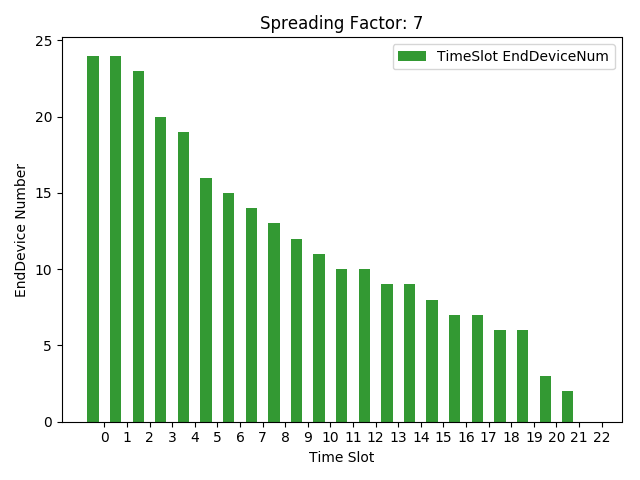 Spreading Factor: 7
TimeSlot EndDeviceNum
EndDevice Number
25
20
15
10
5
0
0 1 2 3 4 5 6 7 8 9 10 11 12 13 14 15 16 17 18 19 20 21 22
Time Slot